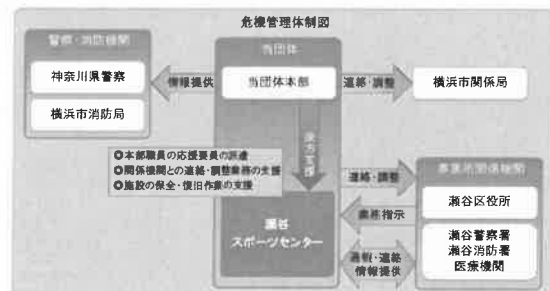 危機管理体制図
警察・消防機関
神奈川県警察
横浜市消防局
情報提供
当団体
当団体本部
連絡・調整
横浜市関係局
後方支援
◎本部職員の応援要員の派遣
◎関係機関との連絡・調整業務の支援
◎施設の保全・復旧作業の支援
瀬谷
スポーツセンター
連絡・調整
業務指示
通報・連絡
情報提供
事業所関係機関
瀬谷区役所
瀬谷警察署
瀬谷消防署
医療機関